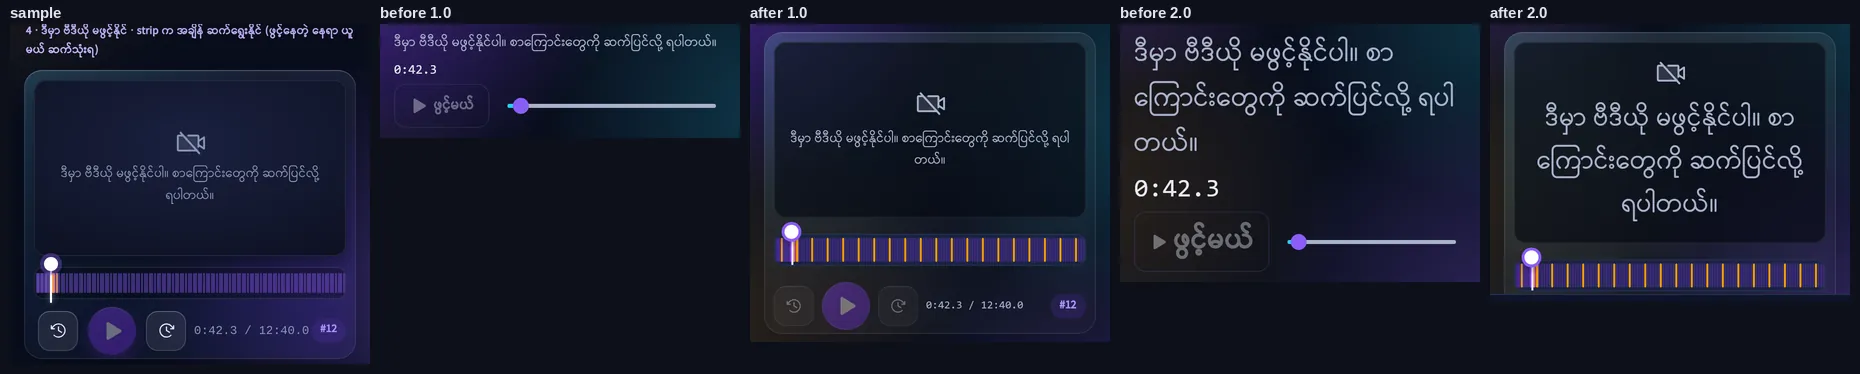 sample
4 · ဒီမှာ ဗီဒီယို မဖွင့်နိုင် · strip က အချိန် ဆက်ရွေးနိုင် (ဖွင့်နေတဲ့ နေရာ ယူ
မယ် ဆက်သုံးရ)
ဒီမှာ ဗီဒီယို မဖွင့်နိုင်ပါ။ စာကြောင်းတွေကို ဆက်ပြင်လို့
ရပါတယ်။
0:42.3 / 12:40.0 #12
before 1.0
ဒီမှာ ဗီဒီယို မဖွင့်နိုင်ပါ။ စာကြောင်းတွေကို ဆက်ပြင်လို့ ရပါတယ်။
0:42.3
ဖွင့်မယ်
after 1.0
ဒီမှာ ဗီဒီယို မဖွင့်နိုင်ပါ။ စာကြောင်းတွေကို ဆက်ပြင်လို့ ရပါ
တယ်။
0:42.3 / 12:40.0 #12
before 2.0
ဒီမှာ ဗီဒီယို မဖွင့်နိုင်ပါ။ စာ
ကြောင်းတွေကို ဆက်ပြင်လို့ ရပါ
တယ်။
0:42.3
ဖွင့်မယ်
after 2.0
ဒီမှာ ဗီဒီယို မဖွင့်နိုင်ပါ။ စာ
ကြောင်းတွေကို ဆက်ပြင်လို့
ရပါတယ်။